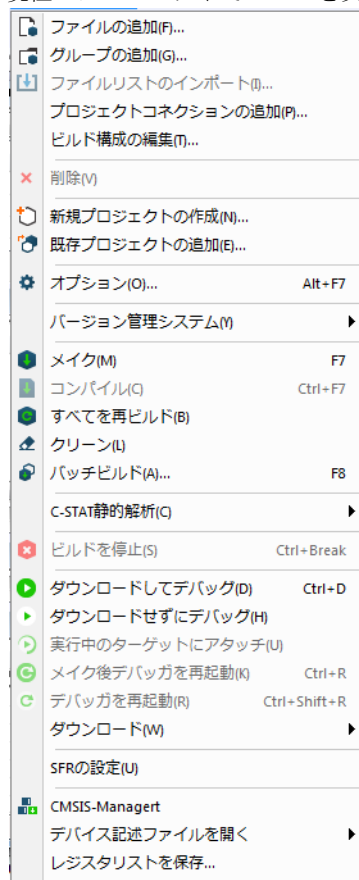 ファイルの追加(F)...
グループの追加(G)...
ファイルリストのインポート(I)...
プロジェクトコネクションの追加(P)...
ビルド構成の編集(T)...
削除(V)
新規プロジェクトの作成(N)...
既存プロジェクトの追加(E)...
オプション(O)... Alt+F7
バージョン管理システム(Y)
メイク(M) F7
コンパイル(C) Ctrl+F7
すべてを再ビルド(B)
クリーン(L)
バッチビルド(A)... F8
C-STAT静的解析(C)
ビルドを停止(S) Ctrl+Break
ダウンロードしてデバッグ(D) Ctrl+D
ダウンロードせずにデバッグ(H)
実行中のターゲットにアタッチ(U)
メイク後デバッガを再起動(K) Ctrl+R
デバッガを再起動(R) Ctrl+Shift+R
ダウンロード(W)
SFRの設定(U)
CMSIS-Managert
デバイス記述ファイルを開く
レジスタリストを保存...